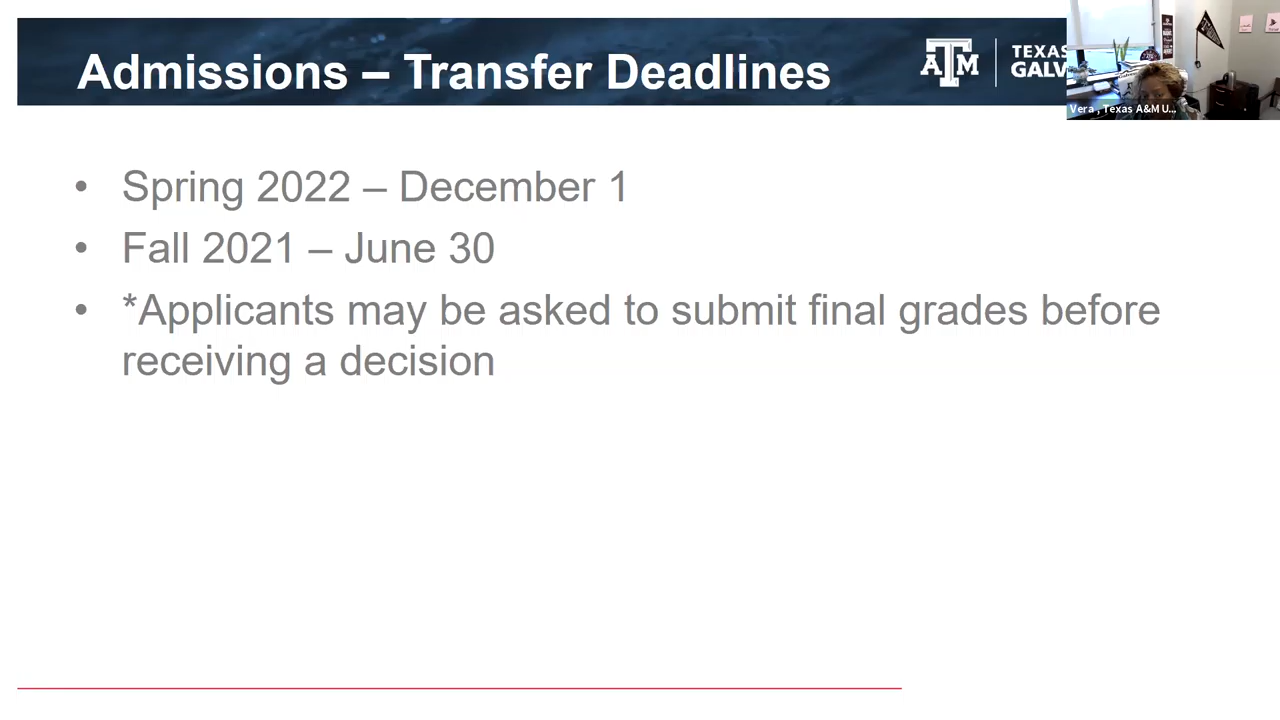 Admissions – Transfer Deadlines
ATM
TEXAS
GALV
Vera , Texas A&M U...
• Spring 2022 – December 1
• Fall 2021 – June 30
• *Applicants may be asked to submit final grades before
receiving a decision